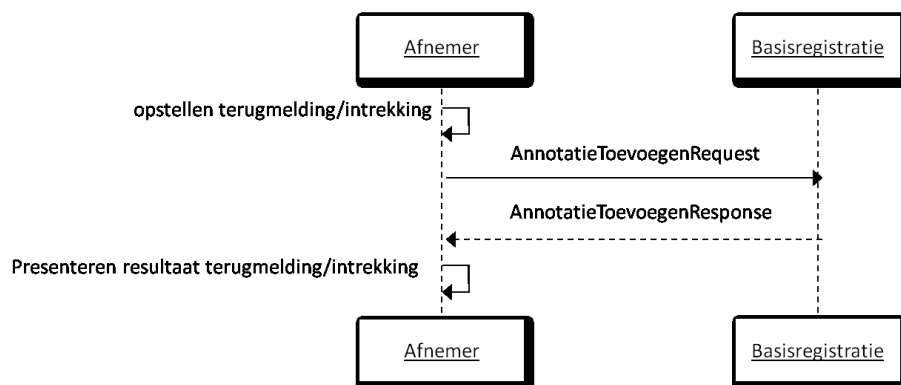 Afnemer
Basisregistratie
opstellen terugmelding/intrekking
AnnotatieToevoegenRequest
AnnotatieToevoegenResponse
Presenteren resultaat terugmelding/intrekking
Afnemer
Basisregistratie